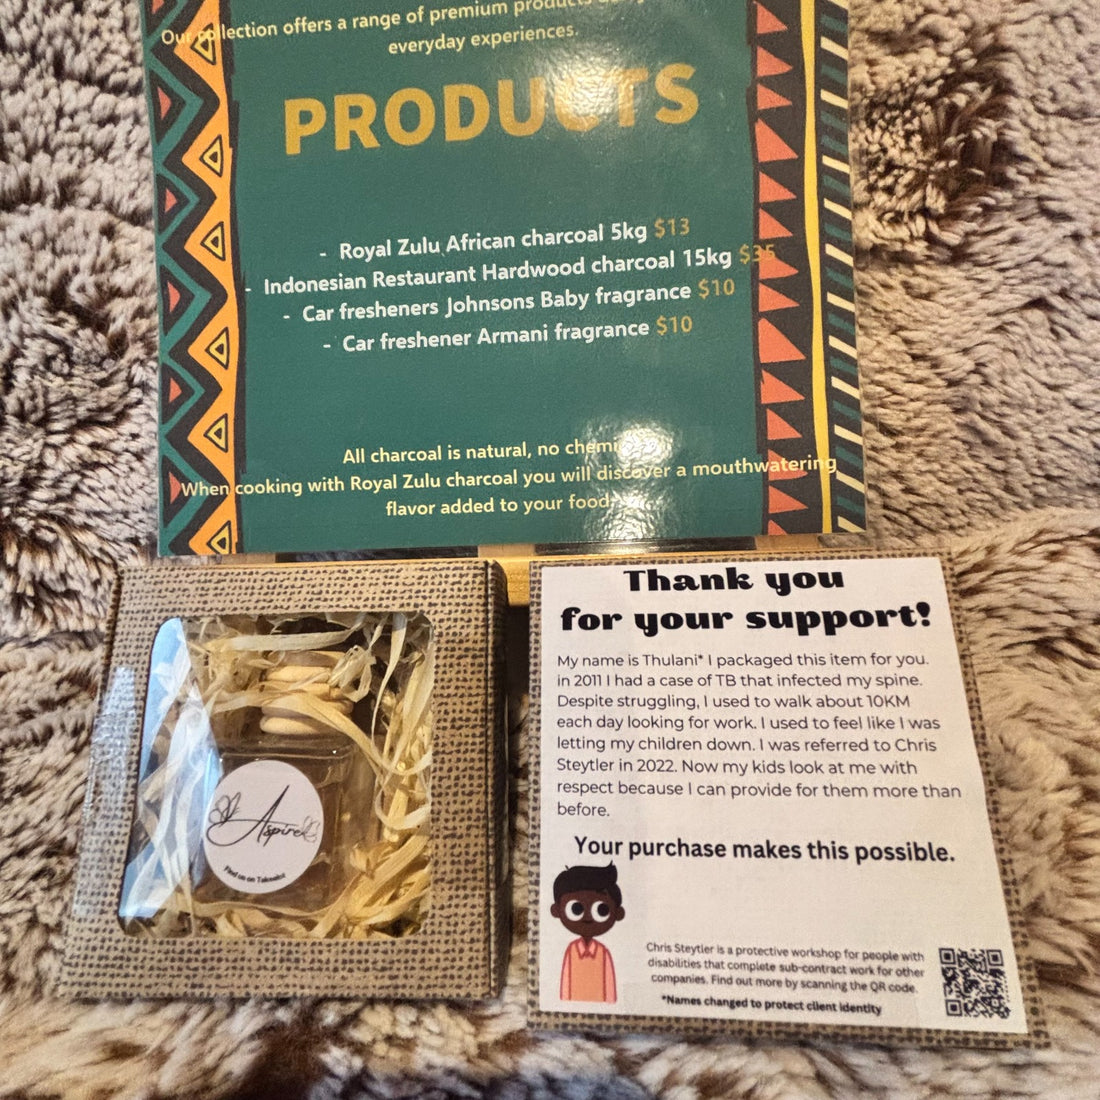 Our collection offers a range of premium products
everyday experiences.
PRODUCTS
- Royal Zulu African charcoal 5kg $13
- Indonesian Restaurant Hardwood charcoal 15kg $35
- Car fresheners Johnsons Baby fragrance $10
- Car freshener Armani fragrance $10
All charcoal is natural, no
When cooking with Royal Zulu charcoal you will discover a mouthwatering
flavor added to your food
Aspire
Find us on
Thank you
for your support!
My name is Thulani* I packaged this item for you.
in 2011 I had a case of TB that infected my spine.
Despite struggling, I used to walk about 10KM
each day looking for work. I used to feel like I was
letting my children down. I was referred to Chris
Steytler in 2022. Now my kids look at me with
respect because I can provide for them more than
before.
Your purchase makes this possible.
Chris Steytler is a protective workshop for people with
disabilities that complete sub-contract work for other
companies. Find out more by scanning the QR code.
*Names changed to protect client identity